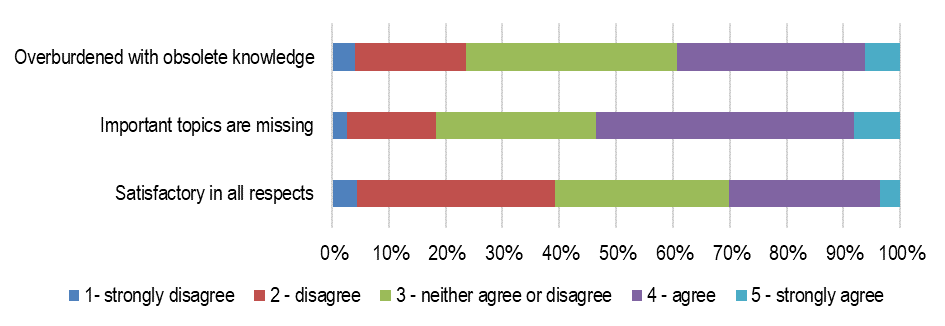 Overburdened with obsolete knowledge
Important topics are missing
Satisfactory in all respects
0% 10% 20% 30% 40% 50% 60% 70% 80% 90% 100%
1- strongly disagree 2 - disagree 3 - neither agree or disagree 4 - agree 5 - strongly agree